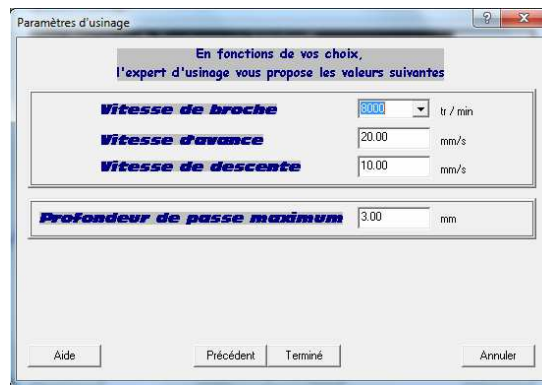 Paramètres d'usinage
En fonctions de vos choix,
l'expert d'usinage vous propose les valeurs suivantes
Vitesse de broche 8000 tr / min
Vitesse d'avance 20.00 mm/s
Vitesse de descente 10.00 mm/s
Profondeur de passe maximum 3.00 mm
Aide Précédent Terminé Annuler